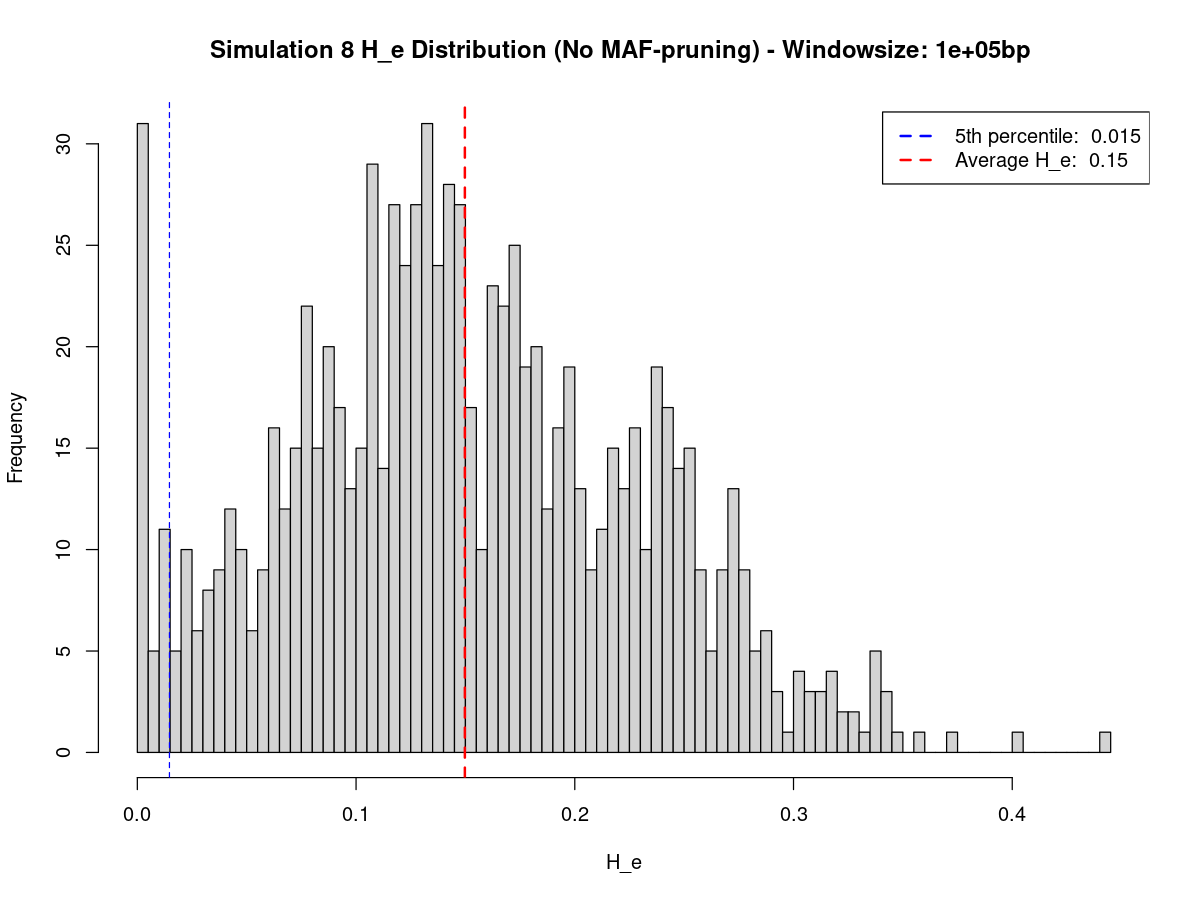 Simulation 8 H_e Distribution (No MAF-pruning) - Windowsize: 1e+05bp
5th percentile: 0.015
Average H_e: 0.15
Frequency
30
25
20
15
10
5
0
0.0 0.1 0.2 0.3 0.4
H_e